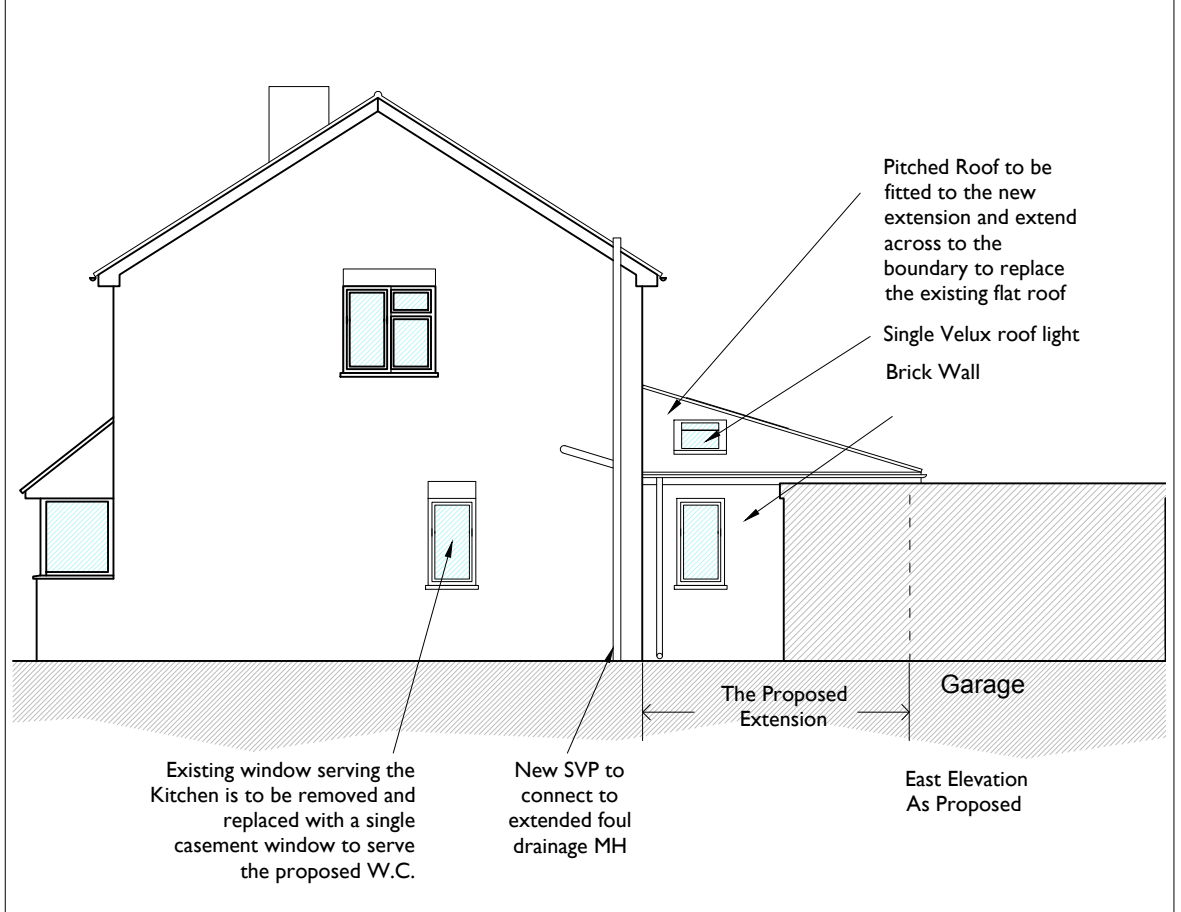 Pitched Roof to be
fitted to the new
extension and extend
across to the
boundary to replace
the existing flat roof
Single Velux roof light
Brick Wall
Garage
The Proposed
Extension
Existing window serving the
Kitchen is to be removed and
replaced with a single
casement window to serve
the proposed W.C.
New SVP to
connect to
extended foul
drainage MH
East Elevation
As Proposed